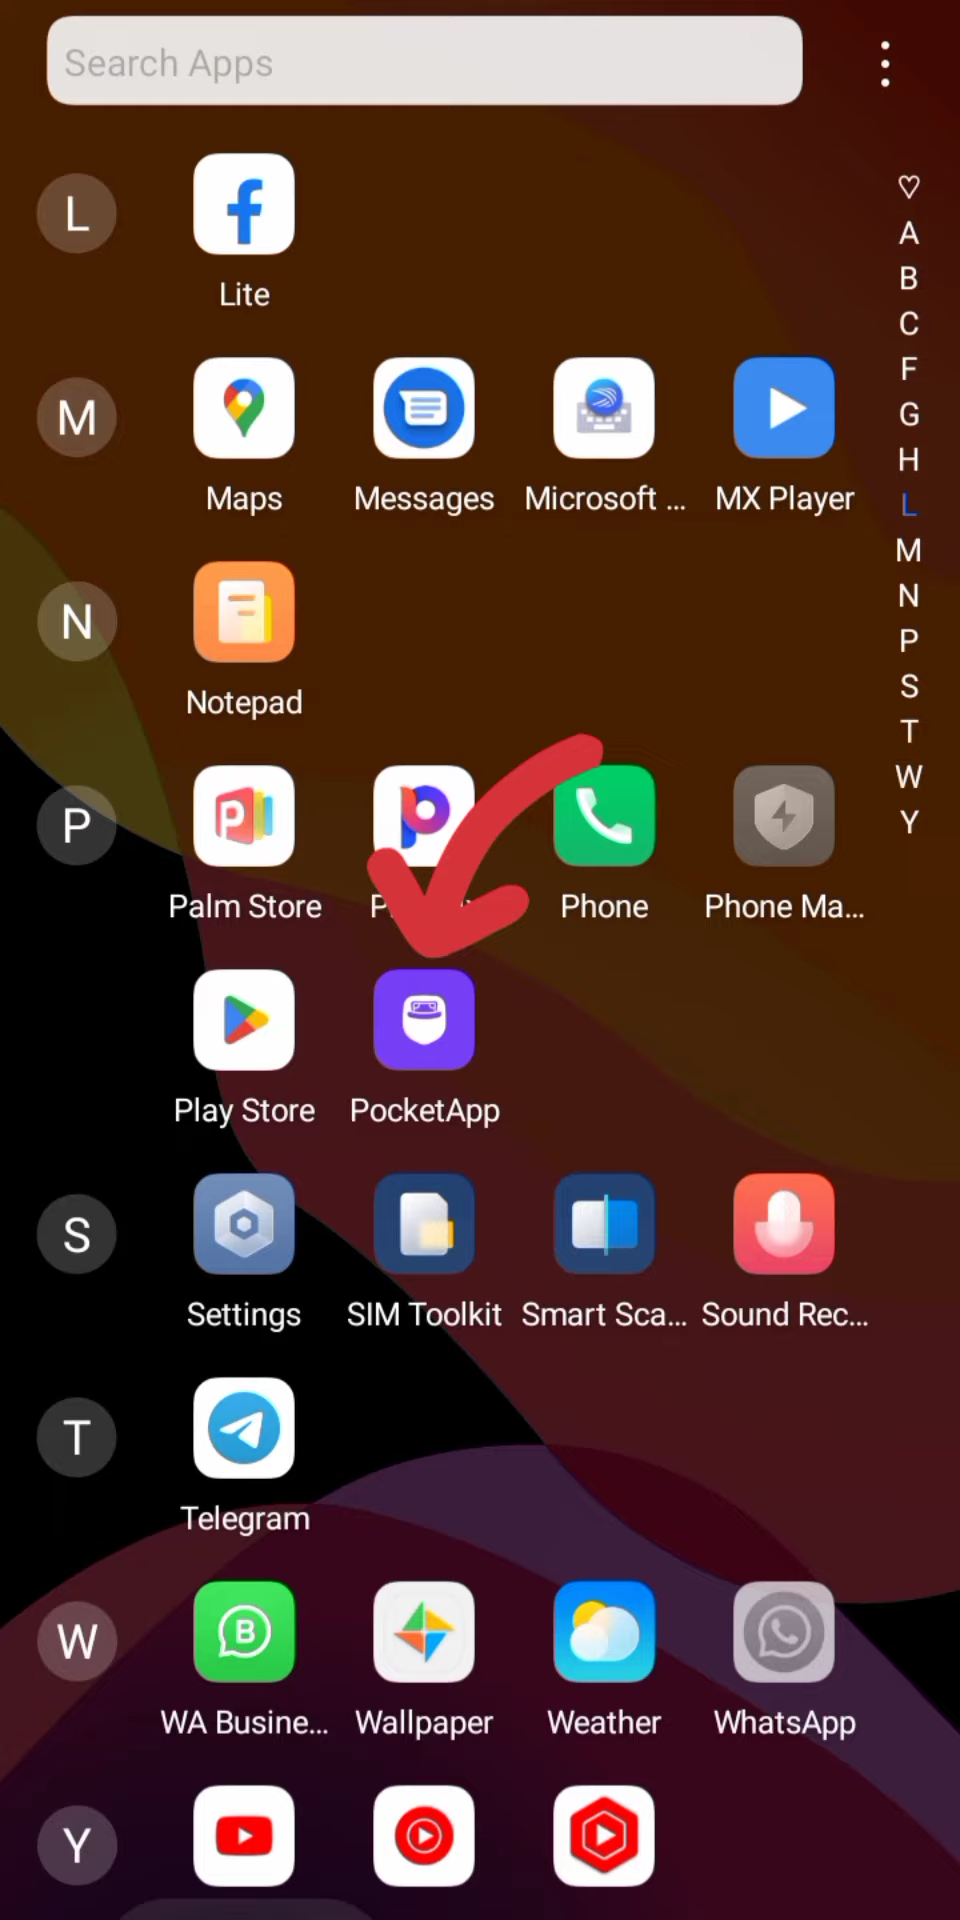 Search Apps
L
Lite
M
Maps Messages Microsoft ... MX Player
N
Notepad
P
Palm Store Phone Phone Ma...
Play Store PocketApp
S
Settings SIM Toolkit Smart Sca... Sound Rec...
T
Telegram
W
B
WA Busine... Wallpaper Weather WhatsApp
Y
A
B
C
F
G
H
L
M
N
P
S
T
W
Y